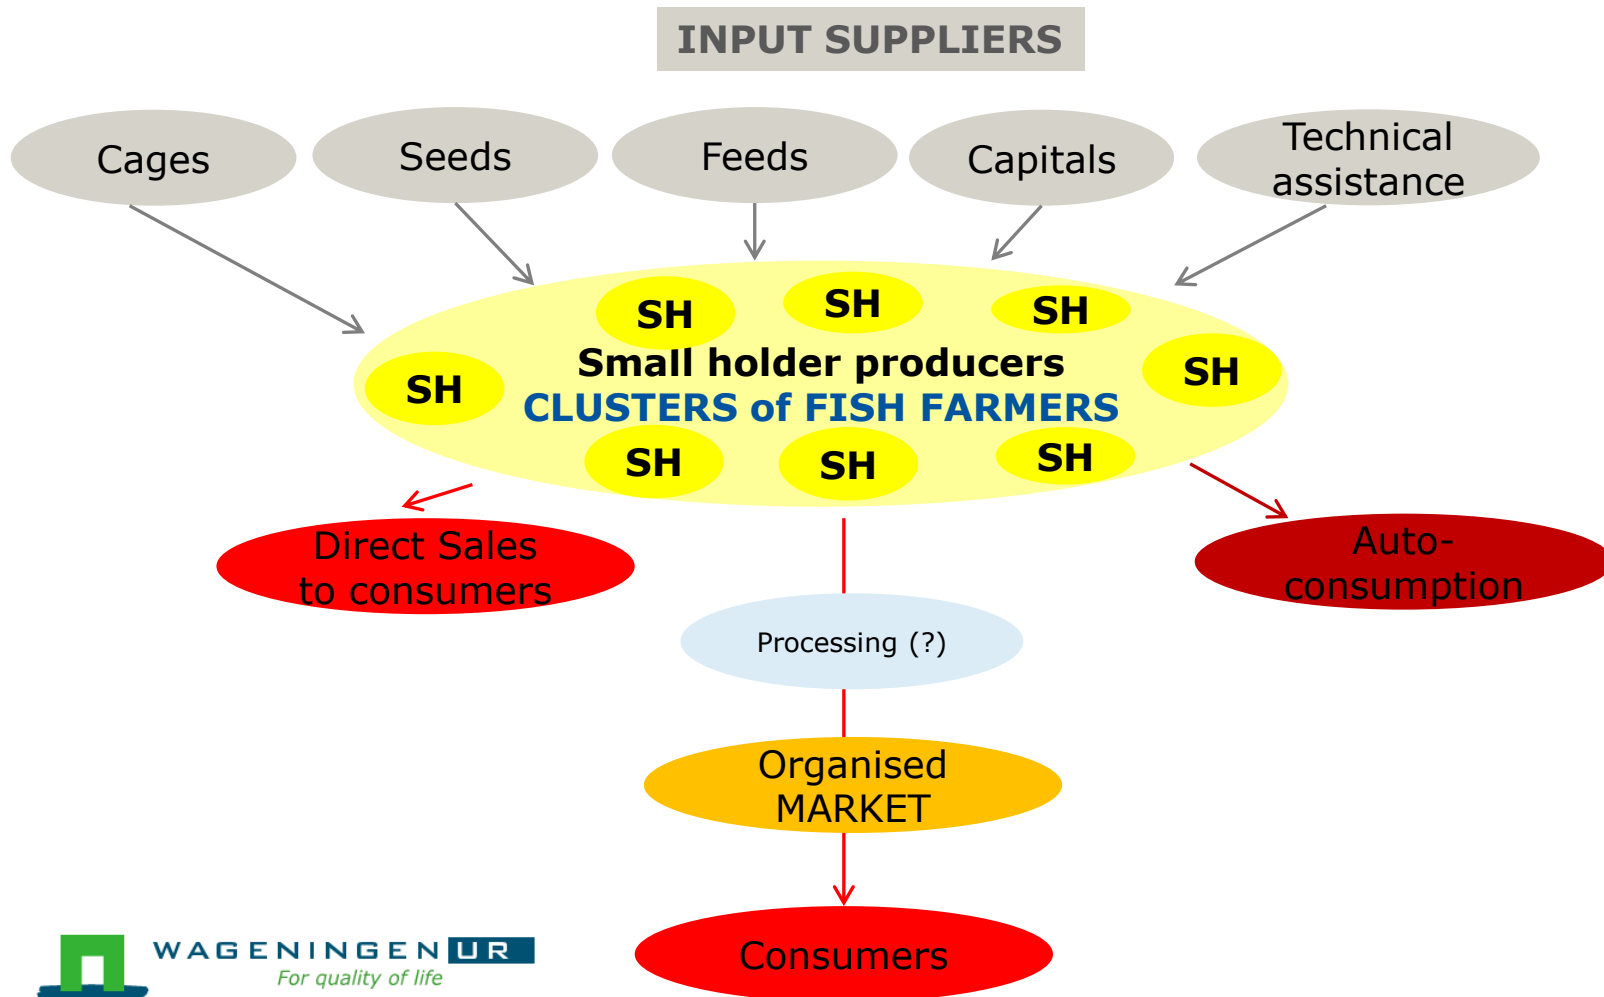 INPUT SUPPLIERS
Cages
Seeds
Feeds
Capitals
Technical
assistance
SH
SH
SH
SH
SH
Small holder producers
CLUSTERS of FISH FARMERS
SH
SH
SH
Direct Sales
to consumers
Auto-
consumption
Processing (?)
Organised
MARKET
Consumers
WAGENINGEN UR
For quality of life